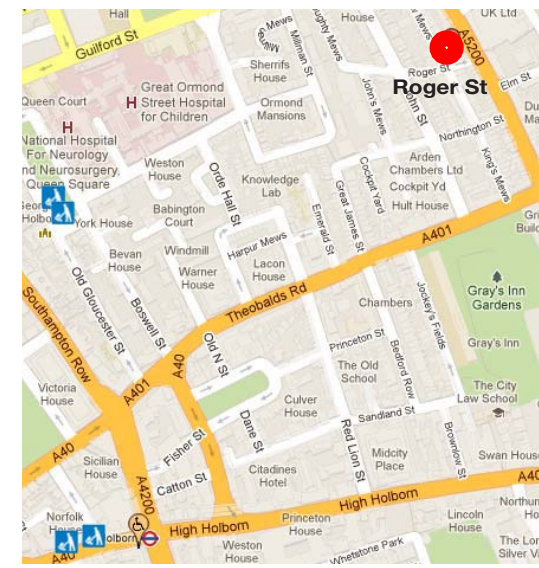 Hall
Mews
Mews
Guilford St
Millman St
House
UK Ltd
A5200
Sherrifs
House
Roger St
Roger St
Elm St
Queen Court
H
Great Ormond
Street Hospital
for Children
Ormond
Mansions
John's Mews
John St
Northington St
H
National Hospital
For Neurology
and Neurosurgery,
Queen Square
Weston
House
Orde Hall St
Knowledge
Lab
Cockpit Yard
Arden
Chambers Ltd
Cockpit Yd
Hult House
King's Mews
York House
Babington
Court
Great James St
Emerald St
A401
Bevan
House
Windmill
Harpur Mews
Warner
House
Lacon
House
Southampton Row
Old Gloucester St
Boswell St
Theobalds Rd
Chambers
Jockey's Fields
Gray's Inn
Gardens
Gray's Inn
A40
Old N St
Princeton St
The Old
School
Bedford Row
The City
Law School
Victoria
House
A401
Culver
House
Sandland St
A40
Fisher St
Dane St
Red Lion St
Brownlow St
Sicilian
House
Catton St
Citadines
Hotel
Midcity
Place
Swan House
A4200
High Holborn
A40
Norfolk
House
Holborn
High Holborn
Princeton
House
Lincoln
House
A40
Weston
House
Whetstone Park